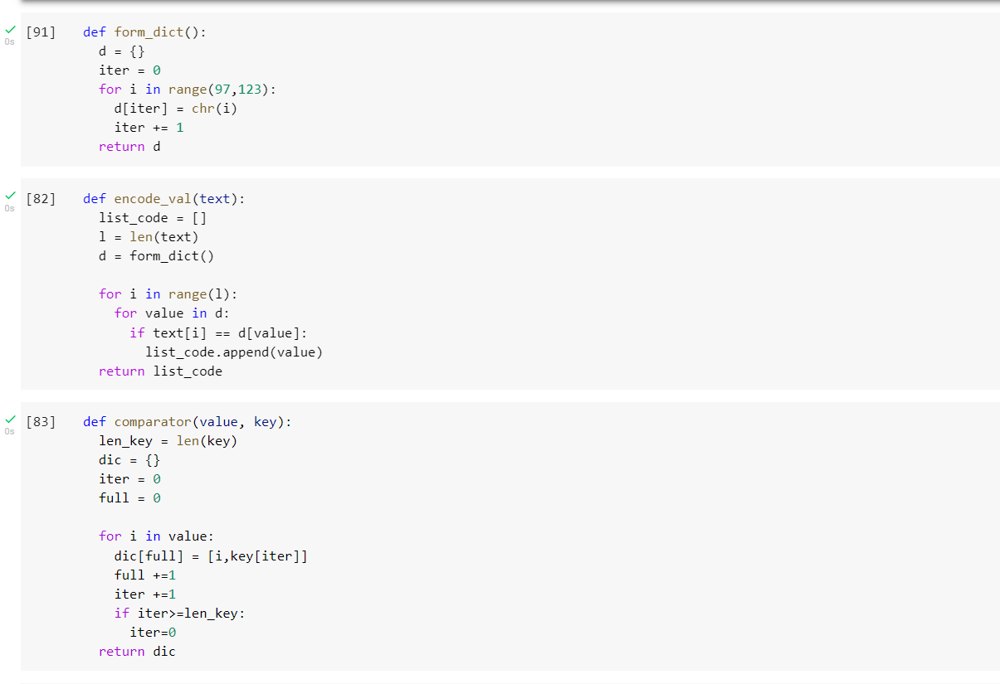 [91] def form_dict():
  d = {}
  iter = 0
  for i in range(97,123):
    d[iter] = chr(i)
    iter += 1
  return d
0s
[82] def encode_val(text):
  list_code = []
  l = len(text)
  d = form_dict()
  for i in range(l):
    for value in d:
      if text[i] == d[value]:
        list_code.append(value)
  return list_code
0s
[83] def comparator(value, key):
  len_key = len(key)
  dic = {}
  iter = 0
  full = 0
  for i in value:
    dic[full] = [i,key[iter]]
    full +=1
    iter +=1
    if iter>=len_key:
      iter=0
  return dic
0s